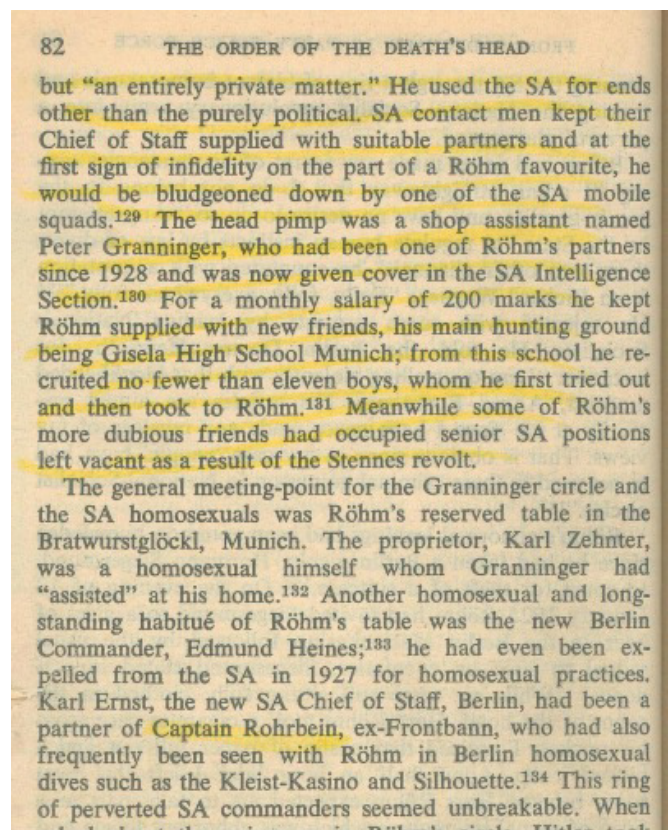 82 THE ORDER OF THE DEATH'S HEAD
but “an entirely private matter.” He used the SA for ends
other than the purely political. SA contact men kept their
Chief of Staff supplied with suitable partners and at the
first sign of infidelity on the part of a Röhm favourite, he
would be bludgeoned down by one of the SA mobile
squads.¹²⁹ The head pimp was a shop assistant named
Peter Granninger, who had been one of Röhm's partners
since 1928 and was now given cover in the SA Intelligence
Section.¹³⁰ For a monthly salary of 200 marks he kept
Röhm supplied with new friends, his main hunting ground
being Gisela High School Munich; from this school he re-
cruited no fewer than eleven boys, whom he first tried out
and then took to Röhm.¹³¹ Meanwhile some of Röhm's
more dubious friends had occupied senior SA positions
left vacant as a result of the Stennes revolt.
The general meeting-point for the Granninger circle and
the SA homosexuals was Röhm's reserved table in the
Bratwurstglöckl, Munich. The proprietor, Karl Zehnter,
was a homosexual himself whom Granninger had
“assisted” at his home.¹³² Another homosexual and long-
standing habitué of Röhm's table was the new Berlin
Commander, Edmund Heines;¹³³ he had even been ex-
pelled from the SA in 1927 for homosexual practices.
Karl Ernst, the new SA Chief of Staff, Berlin, had been a
partner of Captain Rohrbein, ex-Frontbann, who had also
frequently been seen with Röhm in Berlin homosexual
dives such as the Kleist-Kasino and Silhouette.¹³⁴ This ring
of perverted SA commanders seemed unbreakable. When